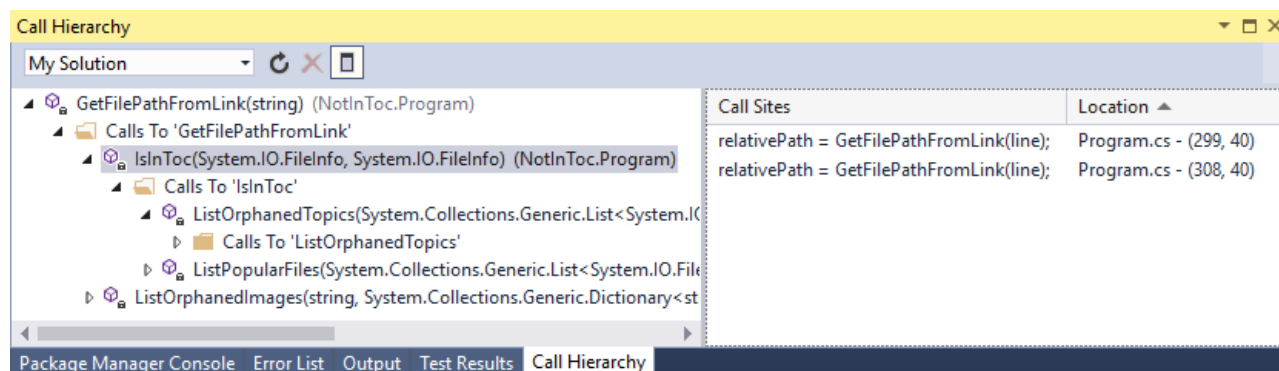 Call Hierarchy
My Solution
GetFilePathFromLink(string) (NotInToc.Program)
Calls To 'GetFilePathFromLink'
IsInToc(System.IO.FileInfo, System.IO.FileInfo) (NotInToc.Program)
Calls To 'IsInToc'
ListOrphanedTopics(System.Collections.Generic.List<System.IO
Calls To 'ListOrphanedTopics'
ListPopularFiles(System.Collections.Generic.List<System.IO.File
ListOrphanedImages(string, System.Collections.Generic.Dictionary<st
Call Sites Location
relativePath = GetFilePathFromLink(line); Program.cs - (299, 40)
relativePath = GetFilePathFromLink(line); Program.cs - (308, 40)
Package Manager Console Error List Output Test Results Call Hierarchy